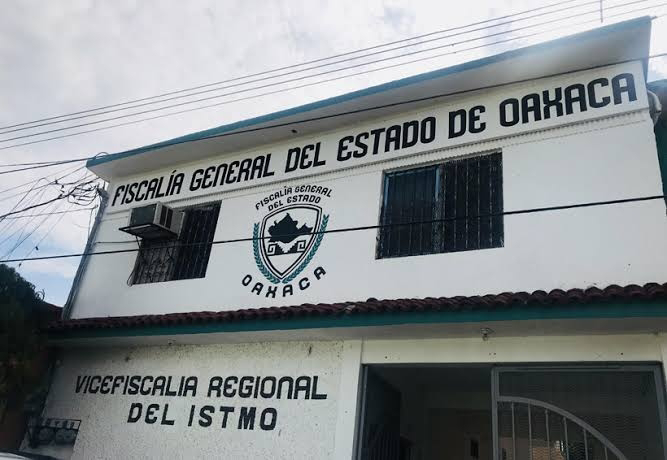 FISCALÍA GENERAL DEL ESTADO DE OAXACA
FISCALÍA GENERAL
DEL ESTADO
OAXACA
VICEFISCALIA REGIONAL
DEL ISTMO